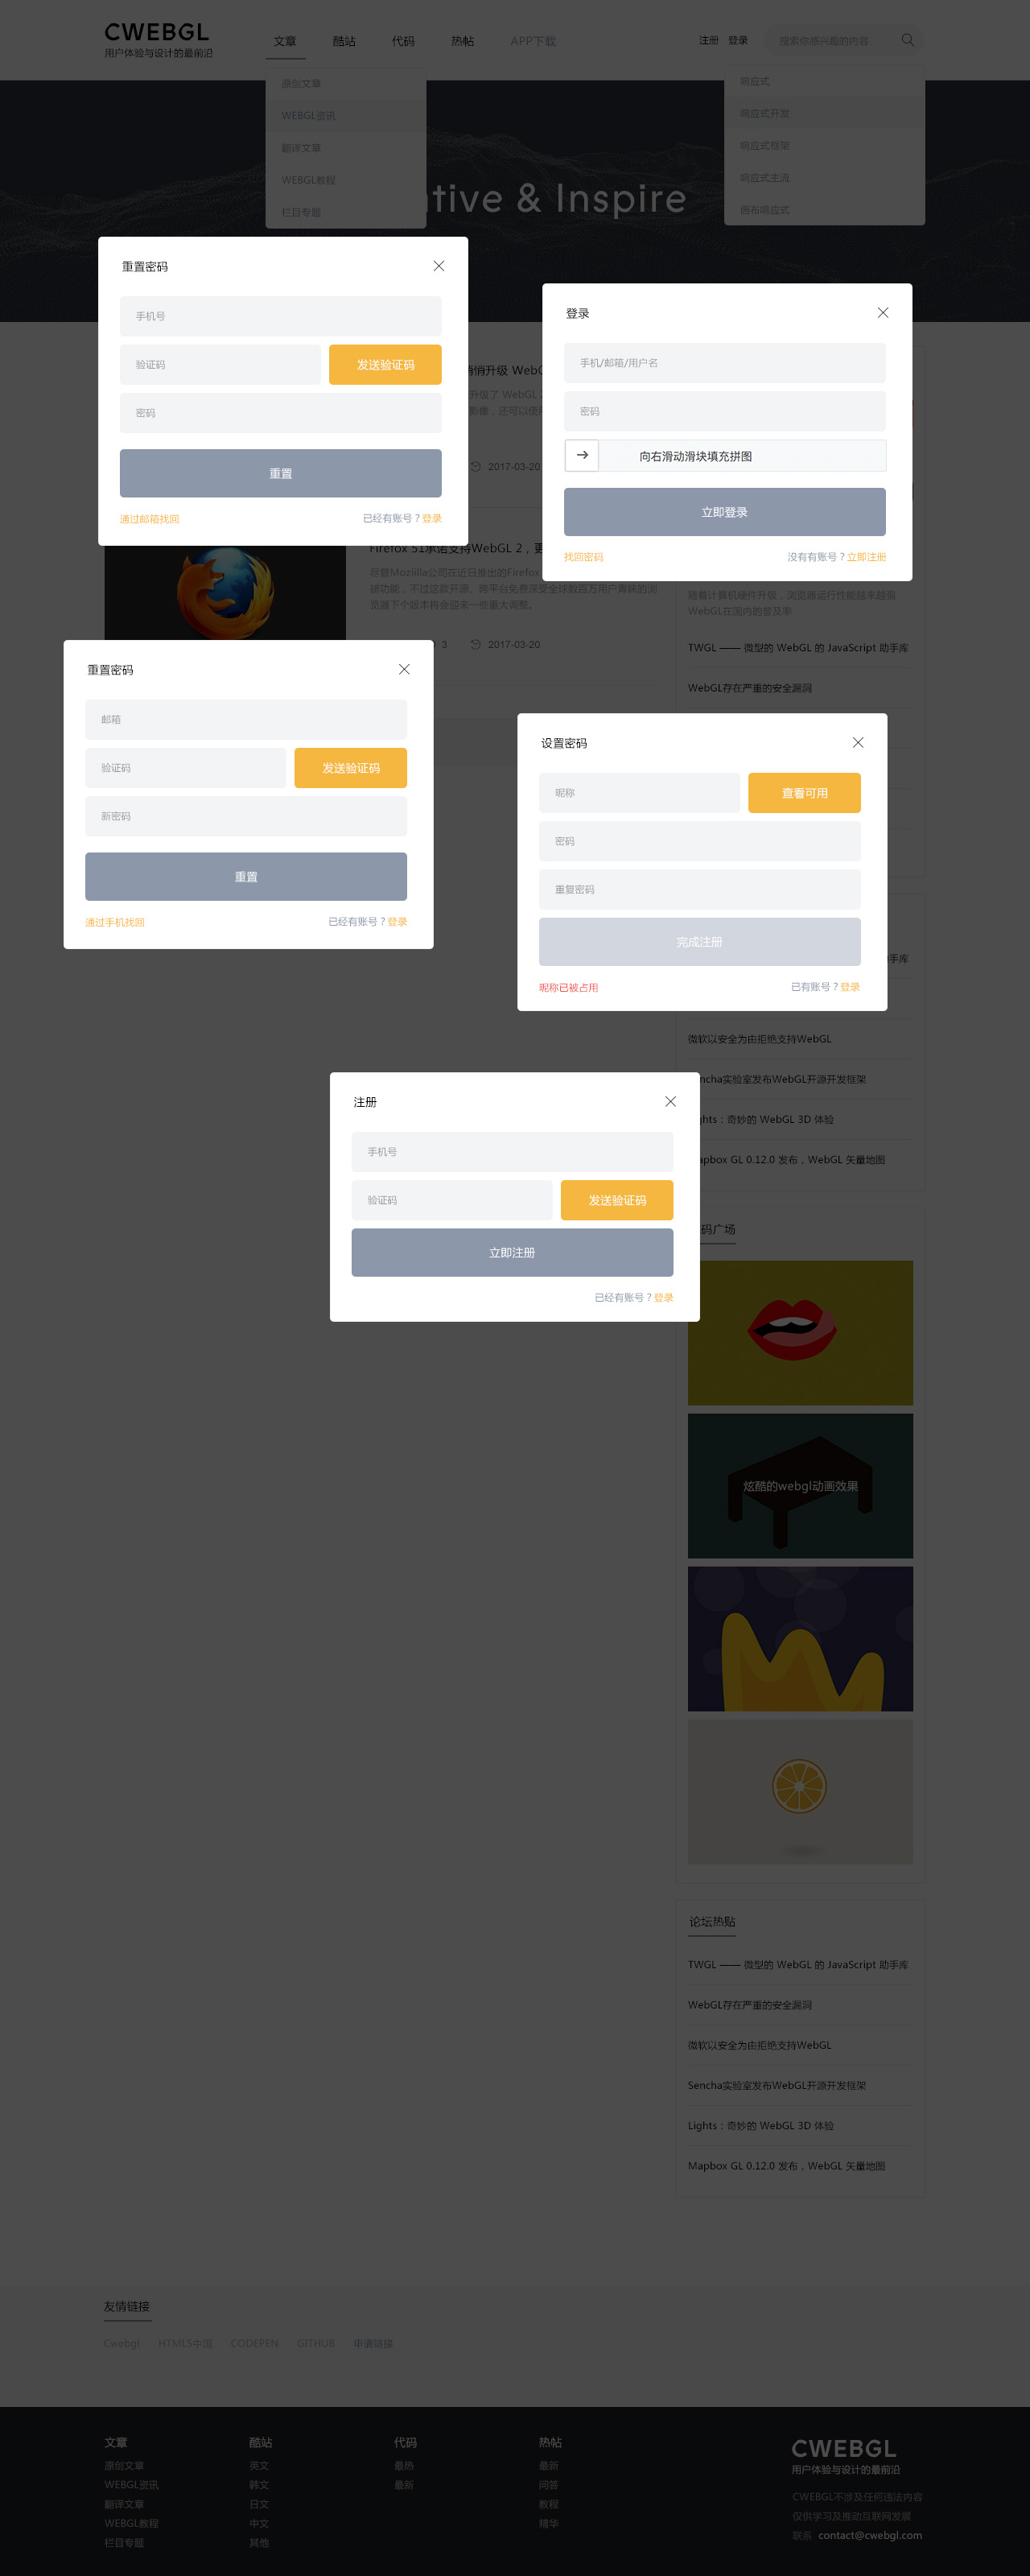 CWEBGL
用户体验与设计的最前沿
文章 酷站 代码 热帖 APP下载
注册 登录
搜索你感兴趣的内容
原创文章
WEBGL资讯
翻译文章
WEBGL教程
栏目专题
响应式
响应式开发
响应式框架
响应式主流
画布响应式
tive & Inspire
重置密码
手机号
验证码 发送验证码
密码
重置
通过邮箱找回 已经有账号？登录
登录
手机/邮箱/用户名
密码
向右滑动滑块填充拼图
立即登录
找回密码 没有有账号？立即注册
悄悄升级 WebG
升级了 WebGL
影像，还可以使
2017-03-20
Firefox 51承诺支持WebGL 2，更
尽管Mozilla公司在近日推出的Firefox
磅功能，不过这款开源、跨平台免费深受全球数百万用户青睐的浏
览器下个版本将会迎来一些重大调整。
3 2017-03-20
随着计算机硬件升级，浏览器运行性能越来越强
WebGL在国内的普及率
TWGL —— 微型的 WebGL 的 JavaScript 助手库
WebGL存在严重的安全漏洞
重置密码
邮箱
验证码 发送验证码
新密码
重置
通过手机找回 已经有账号？登录
设置密码
昵称 查看可用
密码
重复密码
完成注册
昵称已被占用 已有账号？登录
手库
微软以安全为由拒绝支持WebGL
ncha实验室发布WebGL开源开发框架
hts：奇妙的 WebGL 3D 体验
apbox GL 0.12.0 发布，WebGL 矢量地图
注册
手机号
验证码 发送验证码
立即注册
已经有账号？登录
码广场
炫酷的webgl动画效果
论坛热贴
TWGL —— 微型的 WebGL 的 JavaScript 助手库
WebGL存在严重的安全漏洞
微软以安全为由拒绝支持WebGL
Sencha实验室发布WebGL开源开发框架
Lights：奇妙的 WebGL 3D 体验
Mapbox GL 0.12.0 发布，WebGL 矢量地图
友情链接
Cwebgl HTML5中国 CODEPEN GITHUB 申请链接
文章
原创文章
WEBGL资讯
翻译文章
WEBGL教程
栏目专题
酷站
英文
韩文
日文
中文
其他
代码
最热
最新
热帖
最新
问答
教程
精华
CWEBGL
用户体验与设计的最前沿
CWEBGL不涉及任何违法内容
仅供学习及推动互联网发展
联系 contact@cwebgl.com